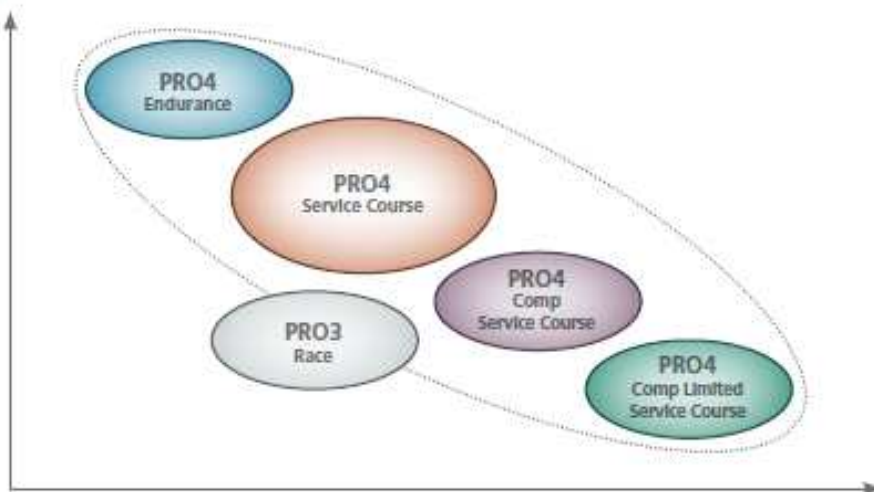 PRO4
Endurance
PRO4
Service Course
PRO4
Comp
Service Course
PRO3
Race
PRO4
Comp Limited
Service Course